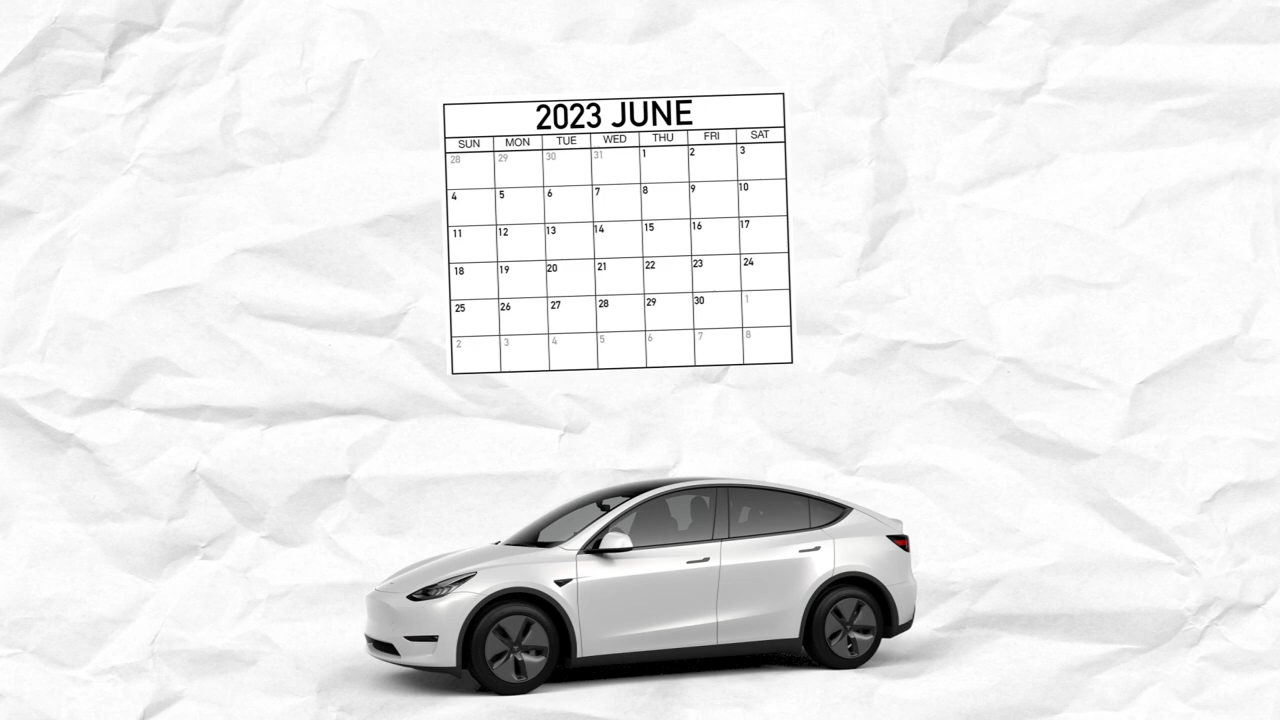 2023 JUNE
SUN MON TUE WED THU FRI SAT
28 29 30 31 1 2 3
4 5 6 7 8 9 10
11 12 13 14 15 16 17
18 19 20 21 22 23 24
25 26 27 28 29 30 1
2 3 4 5 6 7 8